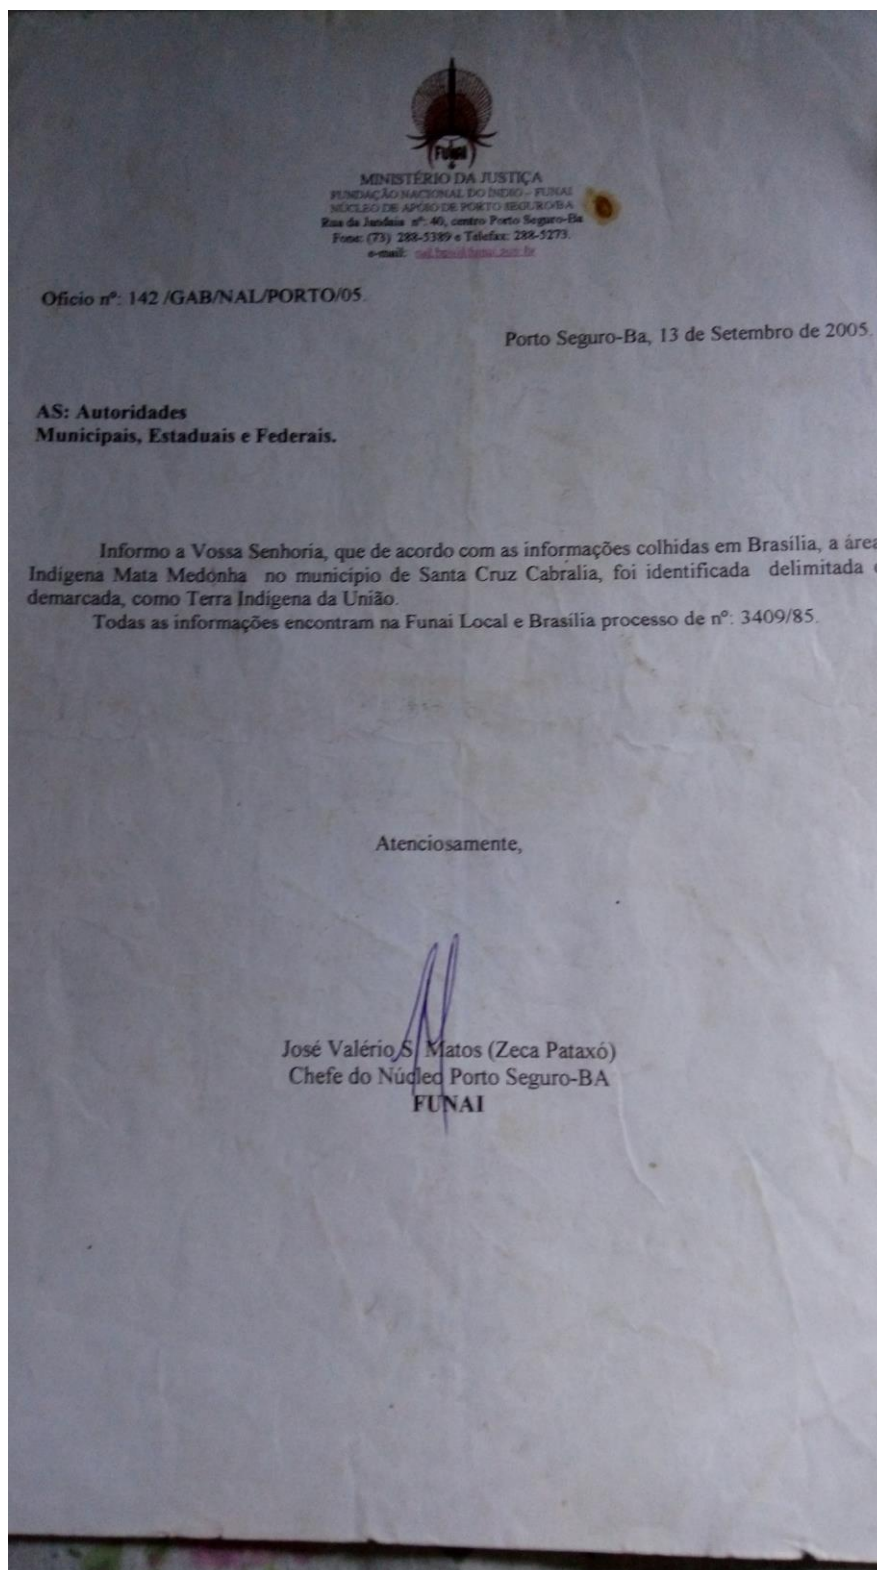 FUNAI
MINISTÉRIO DA JUSTIÇA
FUNDAÇÃO NACIONAL DO ÍNDIO - FUNAI
NÚCLEO DE APOIO DE PORTO SEGURO/BA
Rua da Jandaia nº: 40, centro Porto Seguro-Ba
Fone: (73) 288-5389 e Telefax: 288-5273.
e-mail:
Oficio nº: 142 /GAB/NAL/PORTO/05.
Porto Seguro-Ba, 13 de Setembro de 2005.
AS: Autoridades
Municipais, Estaduais e Federais.
Informo a Vossa Senhoria, que de acordo com as informações colhidas em Brasília, a área
Indígena Mata Medonha no município de Santa Cruz Cabralia, foi identificada delimitada
demarcada, como Terra Indígena da União.
Todas as informações encontram na Funai Local e Brasília processo de nº: 3409/85.
Atenciosamente,
José Valério S. Matos (Zeca Pataxó)
Chefe do Núcleo Porto Seguro-BA
FUNAI